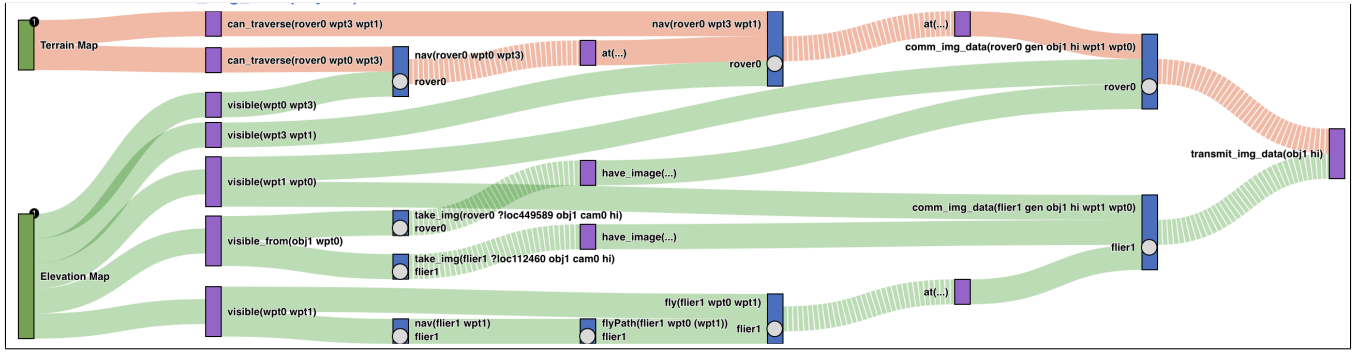 1
Terrain Map
can_traverse(rover0 wpt3 wpt1)
can_traverse(rover0 wpt0 wpt3)
visible(wpt0 wpt3)
visible(wpt3 wpt1)
visible(wpt1 wpt0)
visible_from(obj1 wpt0)
visible(wpt0 wpt1)
1
Elevation Map
nav(rover0 wpt0 wpt3)
rover0
take_img(rover0 ?loc449589 obj1 cam0 hi)
rover0
take_img(flier1 ?loc112460 obj1 cam0 hi)
flier1
nav(flier1 wpt1)
flier1
at(...)
have_image(...)
have_image(...)
flyPath(flier1 wpt0 (wpt1))
flier1
nav(rover0 wpt3 wpt1)
rover0
fly(flier1 wpt0 wpt1)
flier1
at(...)
at(...)
comm_img_data(rover0 gen obj1 hi wpt1 wpt0)
rover0
comm_img_data(flier1 gen obj1 hi wpt1 wpt0)
flier1
transmit_img_data(obj1 hi)